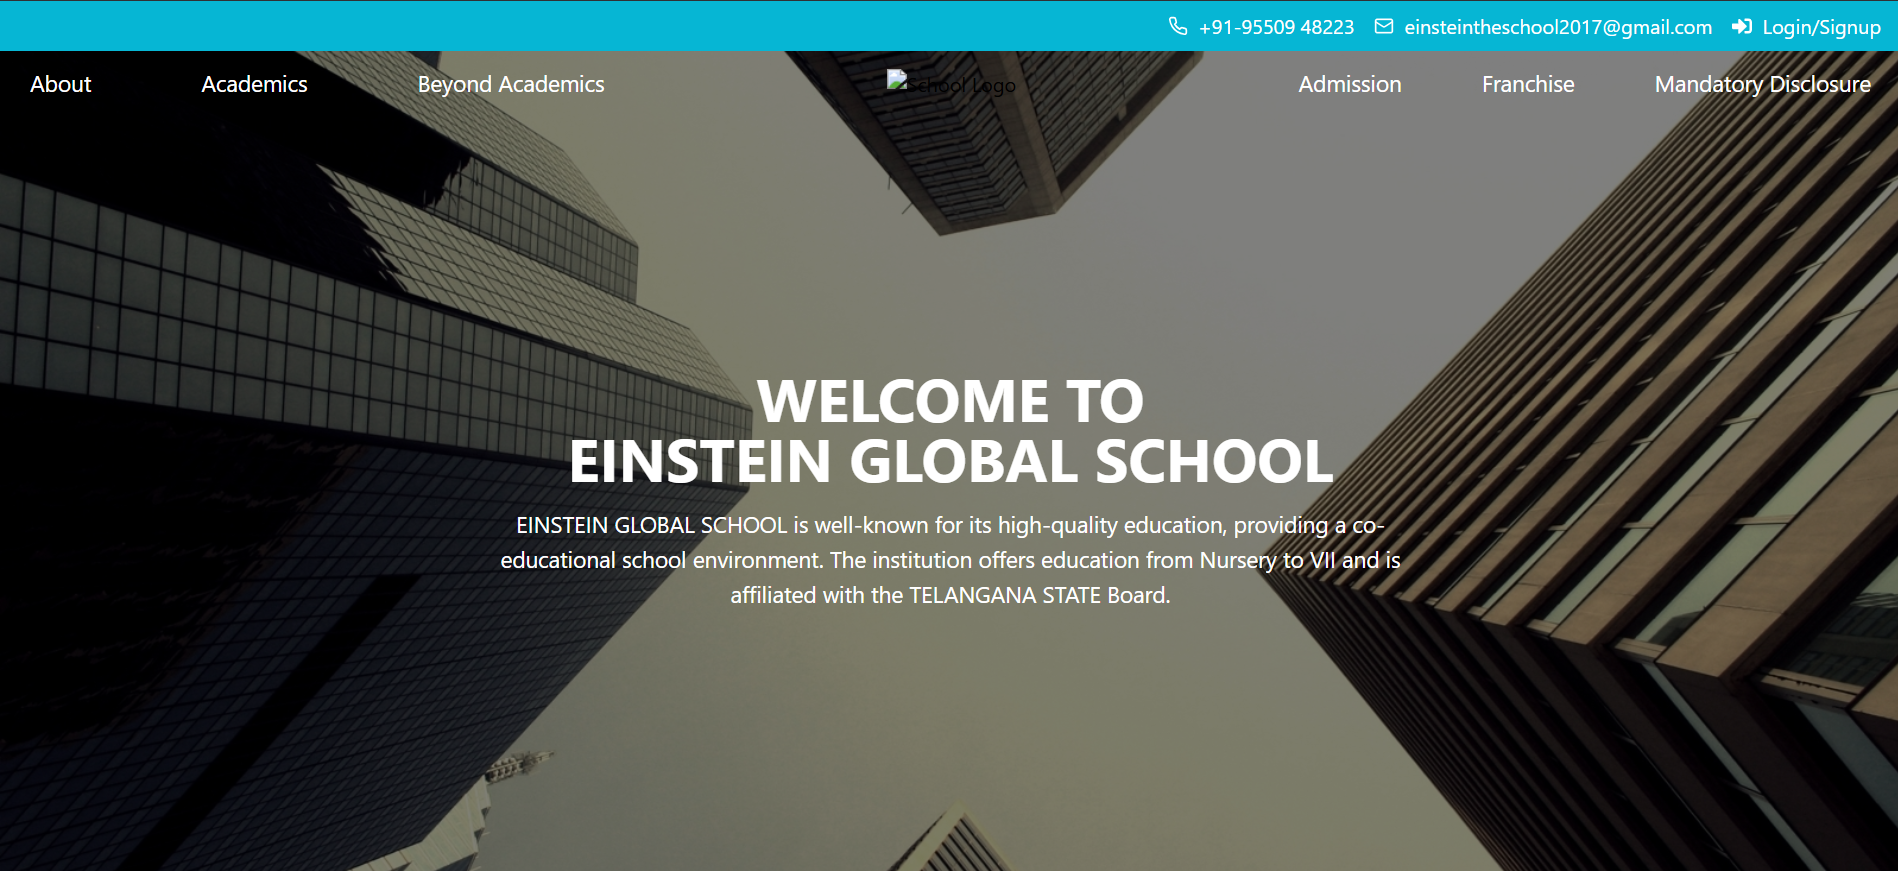 +91-95509 48223 einsteintheschool2017@gmail.com Login/Signup
About Academics Beyond Academics School Logo Admission Franchise Mandatory Disclosure
WELCOME TO
EINSTEIN GLOBAL SCHOOL
EINSTEIN GLOBAL SCHOOL is well-known for its high-quality education, providing a co-
educational school environment. The institution offers education from Nursery to VII and is
affiliated with the TELANGANA STATE Board.